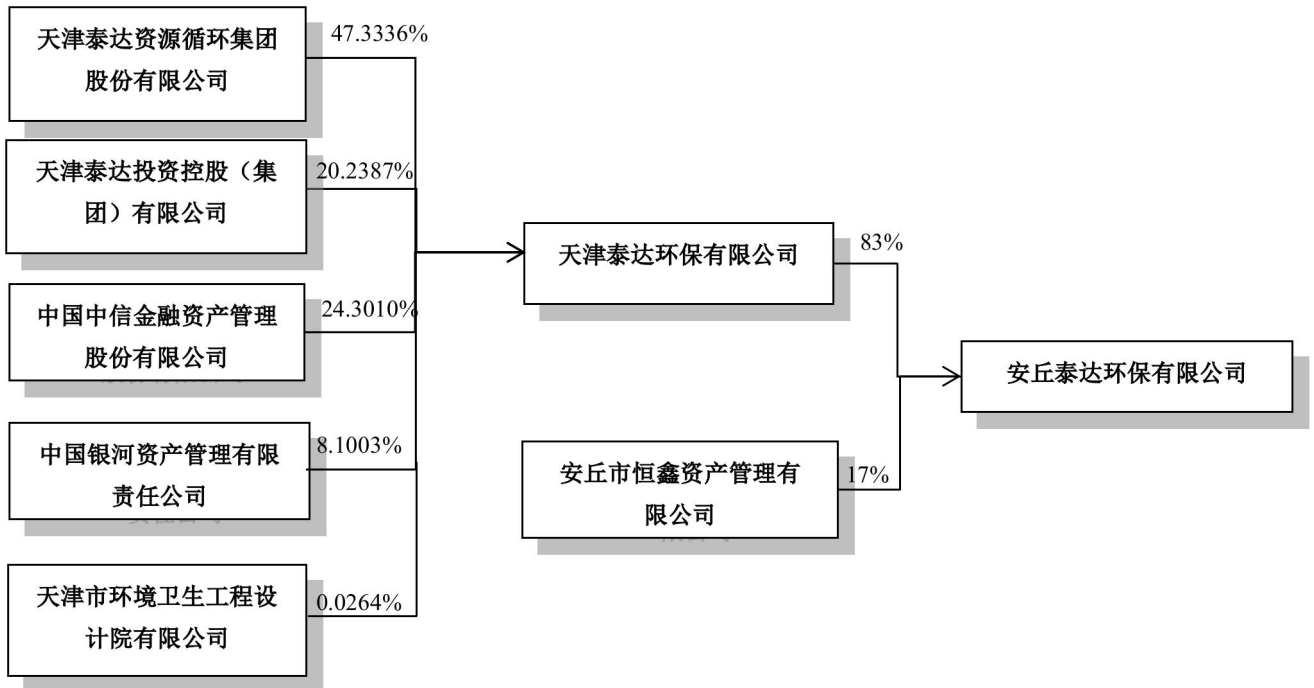 天津泰达资源循环集团
股份有限公司
47.3336%
天津泰达投资控股（集
团）有限公司
20.2387%
中国中信金融资产管理
股份有限公司
24.3010%
中国银河资产管理有限
责任公司
8.1003%
天津市环境卫生工程设
计院有限公司
0.0264%
天津泰达环保有限公司
83%
安丘市恒鑫资产管理有
限公司
17%
安丘泰达环保有限公司